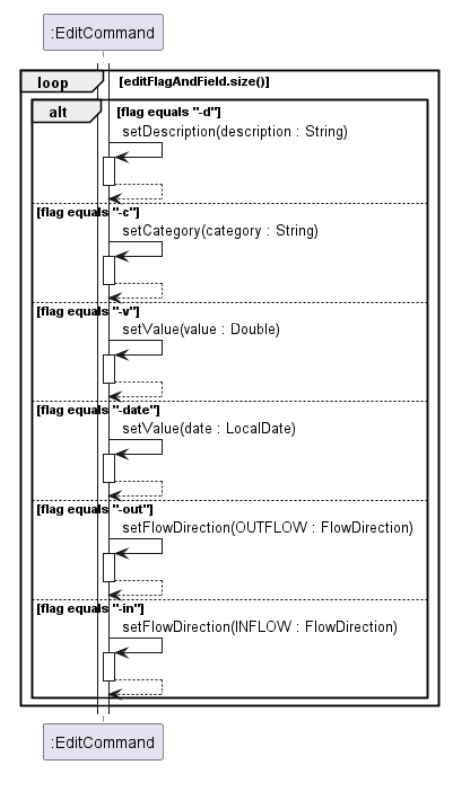 :EditCommand
loop [editFlagAndField.size()]
alt [flag equals "-d"]
setDescription(description : String)
[flag equals "-c"]
setCategory(category : String)
[flag equals "-v"]
setValue(value : Double)
[flag equals "-date"]
setValue(date : LocalDate)
[flag equals "-out"]
setFlowDirection(OUTFLOW : FlowDirection)
[flag equals "-in"]
setFlowDirection(INFLOW : FlowDirection)
:EditCommand